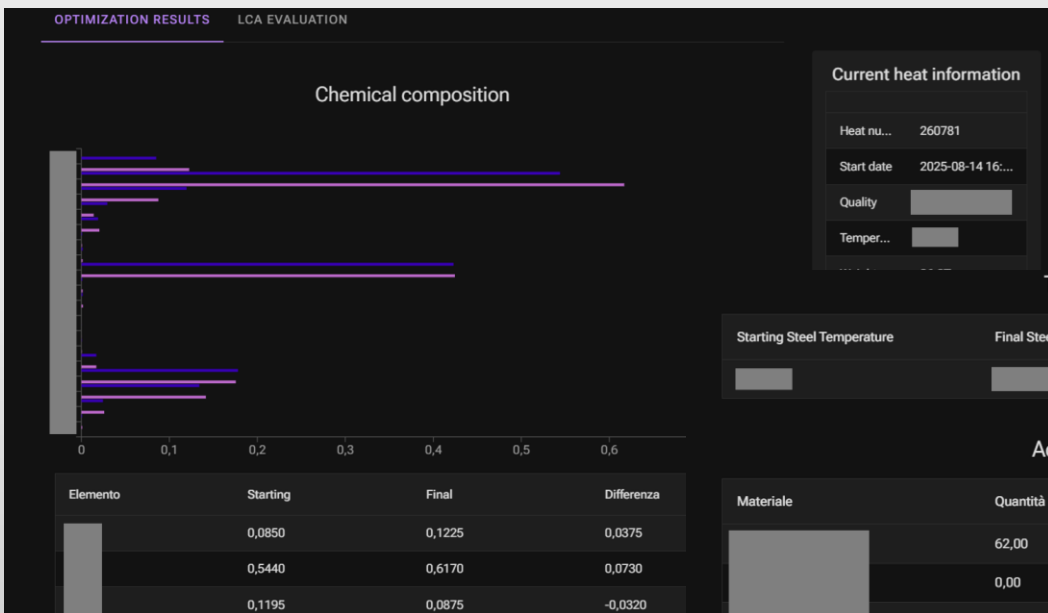 OPTIMIZATION RESULTS LCA EVALUATION
Chemical composition
0 0,1 0,2 0,3 0,4 0,5 0,6
Elemento Starting Final Differenza
0,0850 0,1225 0,0375
0,5440 0,6170 0,0730
0,1195 0,0875 -0,0320
Current heat information
Heat nu... 260781
Start date 2025-08-14 16:...
Quality
Temper...
Starting Steel Temperature Final Stee
Materiale Quantità
62,00
0,00